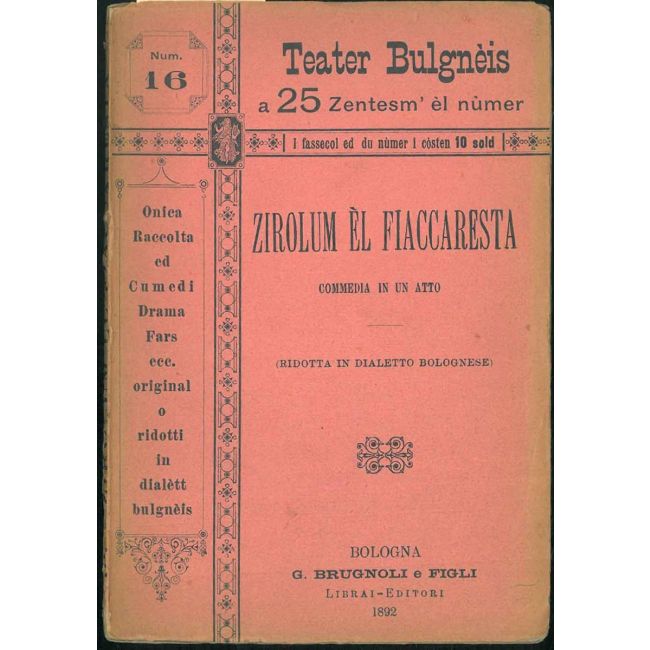 Num.
16
Teater Bulgnèis
a 25 Zentesm' èl nùmer
I fassecol ed du nùmer i còsten 10 sold
Onica
Raccolta
ed
Cumedi
Drama
Fars
ecc.
original
o
ridotti
in
dialètt
bulgnèis
ZIROLUM ÈL FIACCARESTA
COMMEDIA IN UN ATTO
(RIDOTTA IN DIALETTO BOLOGNESE)
BOLOGNA
G. BRUGNOLI e FIGLI
LIBRAI-EDITORI
1892